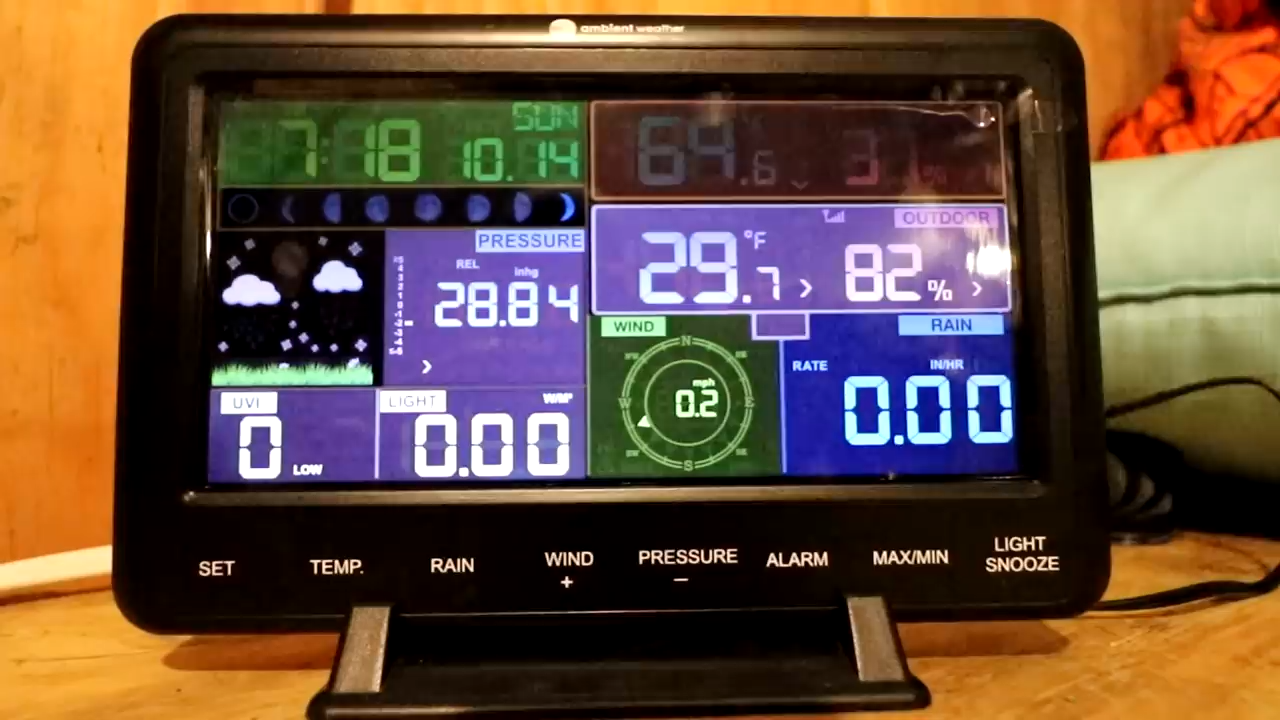 ambient weather
SUN
7:18 10.14
64.6
PRESSURE
REL
inhg
28.84
OUTDOOR
29.7 °F 82%
WIND
N
W E
S
mph
0.2
RAIN
RATE IN/HR
0.00
UVI
0 LOW
LIGHT W/M²
0.00
SET TEMP. RAIN WIND + PRESSURE − ALARM MAX/MIN LIGHT SNOOZE